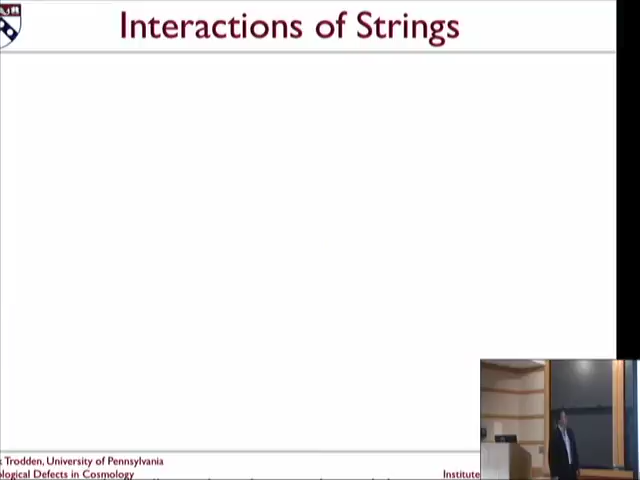 Interactions of Strings
Trodden, University of Pennsylvania
ological Defects in Cosmology
Institute